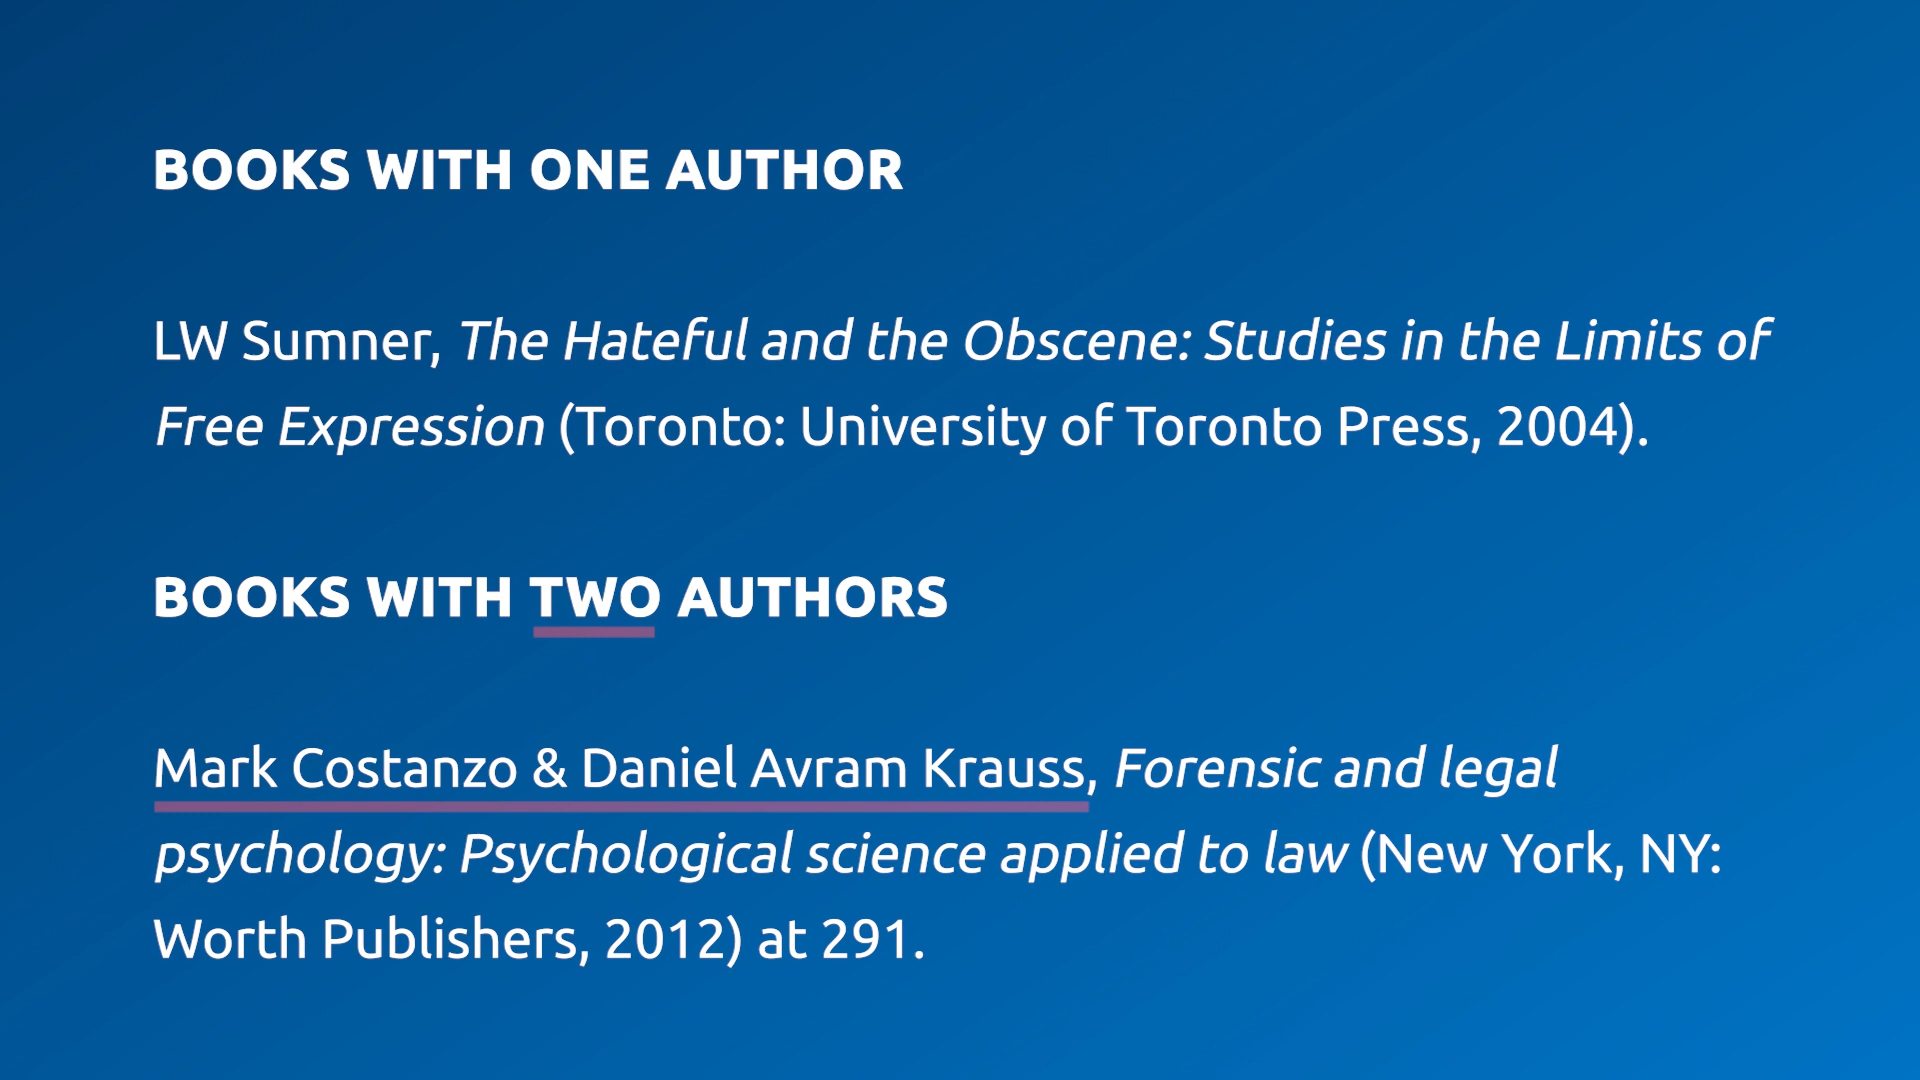 BOOKS WITH ONE AUTHOR
LW Sumner, The Hateful and the Obscene: Studies in the Limits of
Free Expression (Toronto: University of Toronto Press, 2004).
BOOKS WITH TWO AUTHORS
Mark Costanzo & Daniel Avram Krauss, Forensic and legal
psychology: Psychological science applied to law (New York, NY:
Worth Publishers, 2012) at 291.